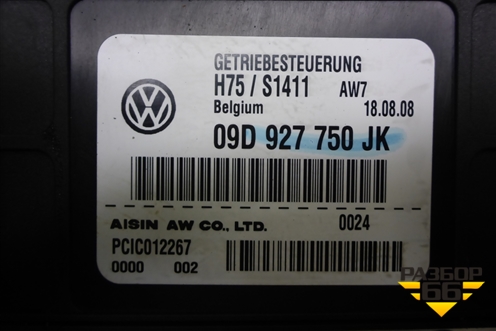 GETRIEBESTEUERUNG
H75 / S1411 AW7
Belgium 18.08.08
09D 927 750 JK
AISIN AW CO., LTD. 0024
PCIC012267
0000 002
РАЗБОР
66